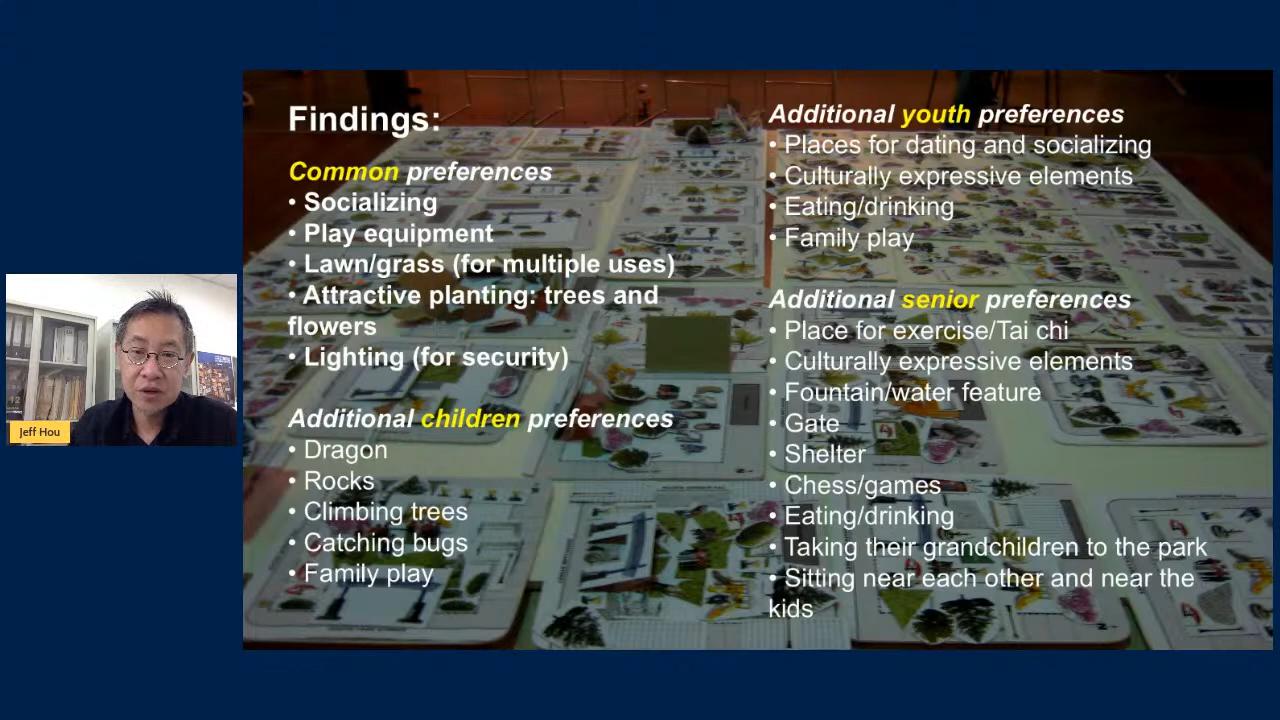 Findings:
Common preferences
• Socializing
• Play equipment
• Lawn/grass (for multiple uses)
• Attractive planting: trees and
flowers
• Lighting (for security)
Additional children preferences
• Dragon
• Rocks
• Climbing trees
• Catching bugs
• Family play
Additional youth preferences
• Places for dating and socializing
• Culturally expressive elements
• Eating/drinking
• Family play
Additional senior preferences
• Place for exercise/Tai chi
• Culturally expressive elements
• Fountain/water feature
• Gate
• Shelter
• Chess/games
• Eating/drinking
• Taking their grandchildren to the park
• Sitting near each other and near the
kids
Jeff Hou